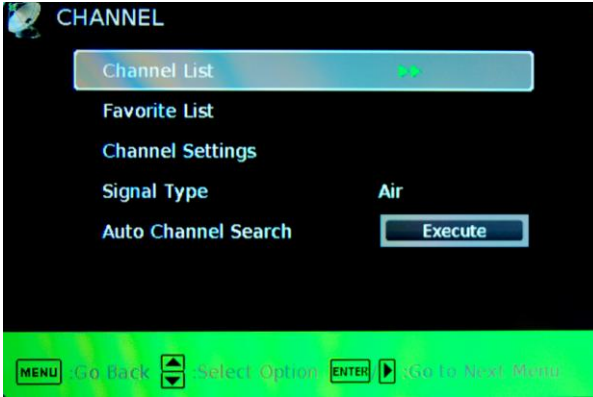 CHANNEL
Channel List
Favorite List
Channel Settings
Signal Type Air
Auto Channel Search Execute
MENU :Go Back :Select Option ENTER / :Go to Next Menu